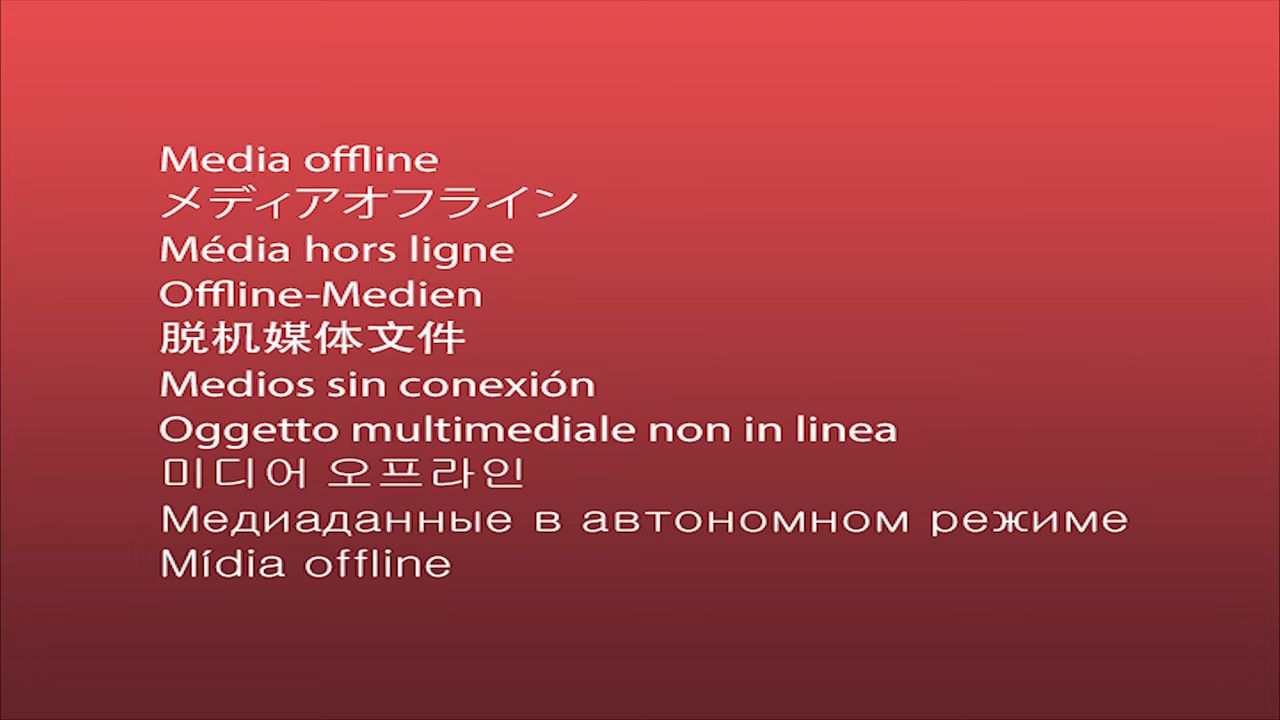 Media offline
メディアオフライン
Média hors ligne
Offline-Medien
脱机媒体文件
Medios sin conexión
Oggetto multimediale non in linea
미디어 오프라인
Медиаданные в автономном режиме
Mídia offline